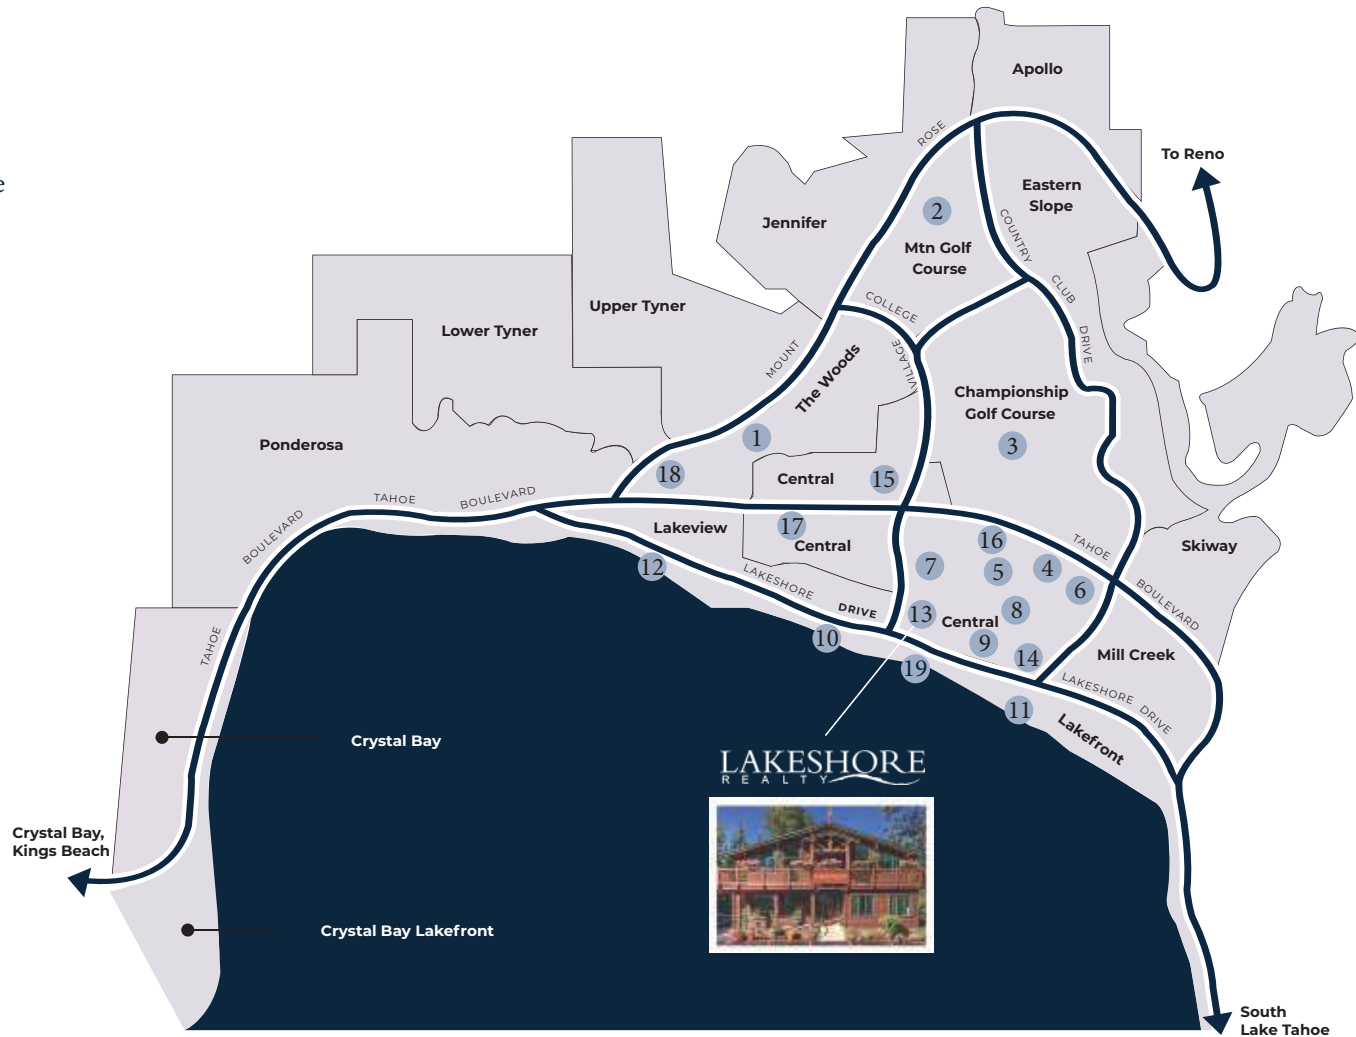 e
Apollo
ROSE
To Reno
Eastern
Slope
Jennifer
2
COUNTRY
Mtn Golf
Course
CLUB
COLLEGE
Upper Tyner
Lower Tyner
MOUNT
VILLAGE
DRIVE
The Woods
Championship
Golf Course
1
3
Ponderosa
18
Central
15
TAHOE
BOULEVARD
BOULEVARD
Lakeview
17
Central
16
TAHOE
Skiway
12
7
5
4
6
LAKESHORE
DRIVE
BOULEVARD
13
8
Central
10
9
14
Mill Creek
TAHOE
19
LAKESHORE
DRIVE
11
Lakefront
Crystal Bay
LAKESHORE
REALTY
Crystal Bay,
Kings Beach
Crystal Bay Lakefront
South
Lake Tahoe